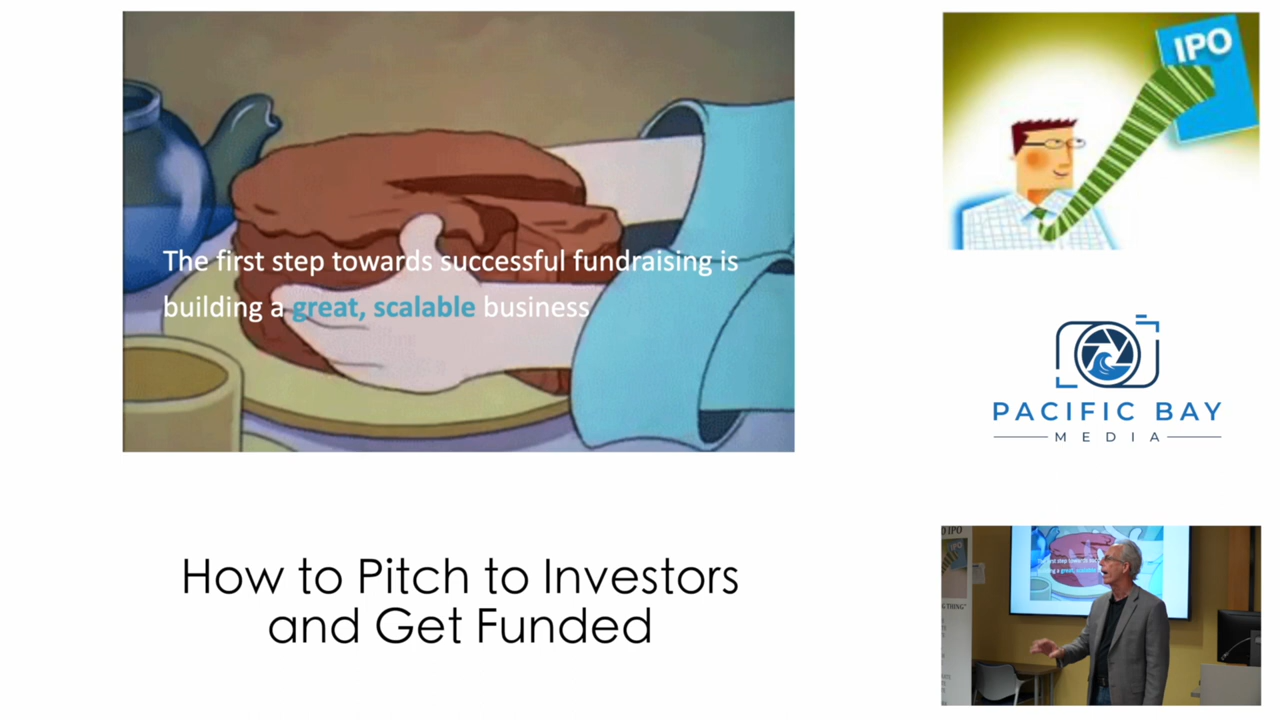 The first step towards successful fundraising is
building a great, scalable business
IPO
PACIFIC BAY
MEDIA
How to Pitch to Investors
and Get Funded